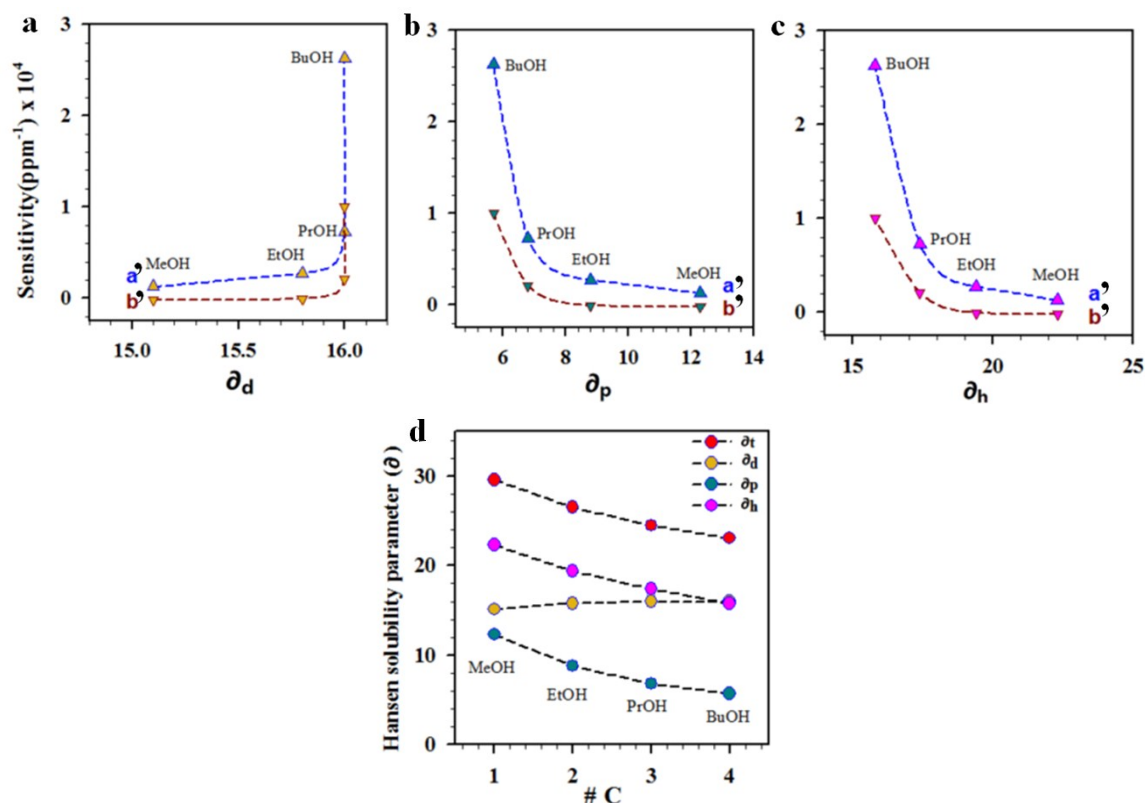 a
Sensitivity(ppm⁻¹) x 10⁴
3
2
1
0
BuOH
PrOH
EtOH
MeOH
a’
b’
15.0 15.5 16.0
∂d
b
3
2
1
0
BuOH
PrOH
EtOH
MeOH
a’
b’
6 8 10 12 14
∂p
c
3
2
1
0
BuOH
PrOH
EtOH
MeOH
a’
b’
15 20 25
∂h
d
Hansen solubility parameter (∂)
30
20
10
0
∂t
∂d
∂p
∂h
MeOH
EtOH
PrOH
BuOH
1 2 3 4
# C